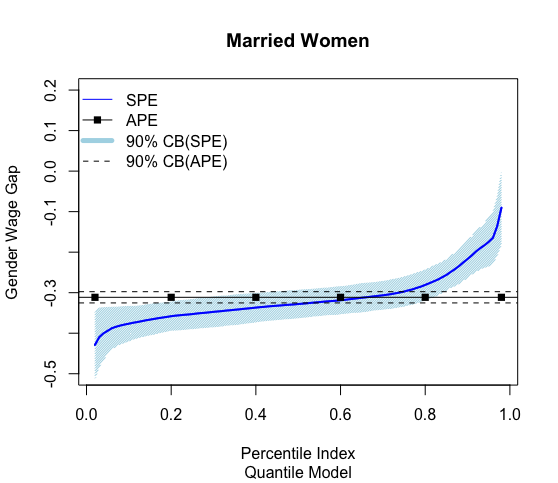 Married Women
Gender Wage Gap
0.2
0.1
0.0
-0.1
-0.3
-0.5
SPE
APE
90% CB(SPE)
90% CB(APE)
0.0 0.2 0.4 0.6 0.8 1.0
Percentile Index
Quantile Model